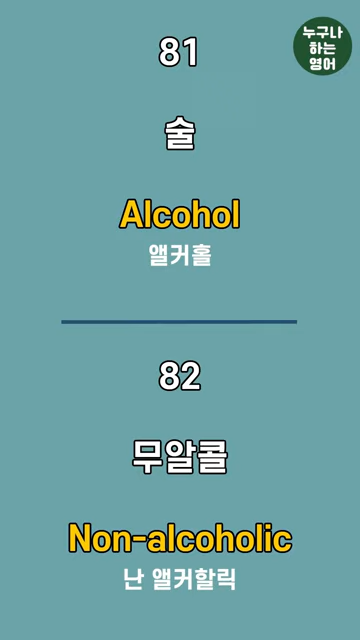 누구나
하는
영어
81
술
Alcohol
앨커홀
82
무알콜
Non-alcoholic
난 앨커할릭